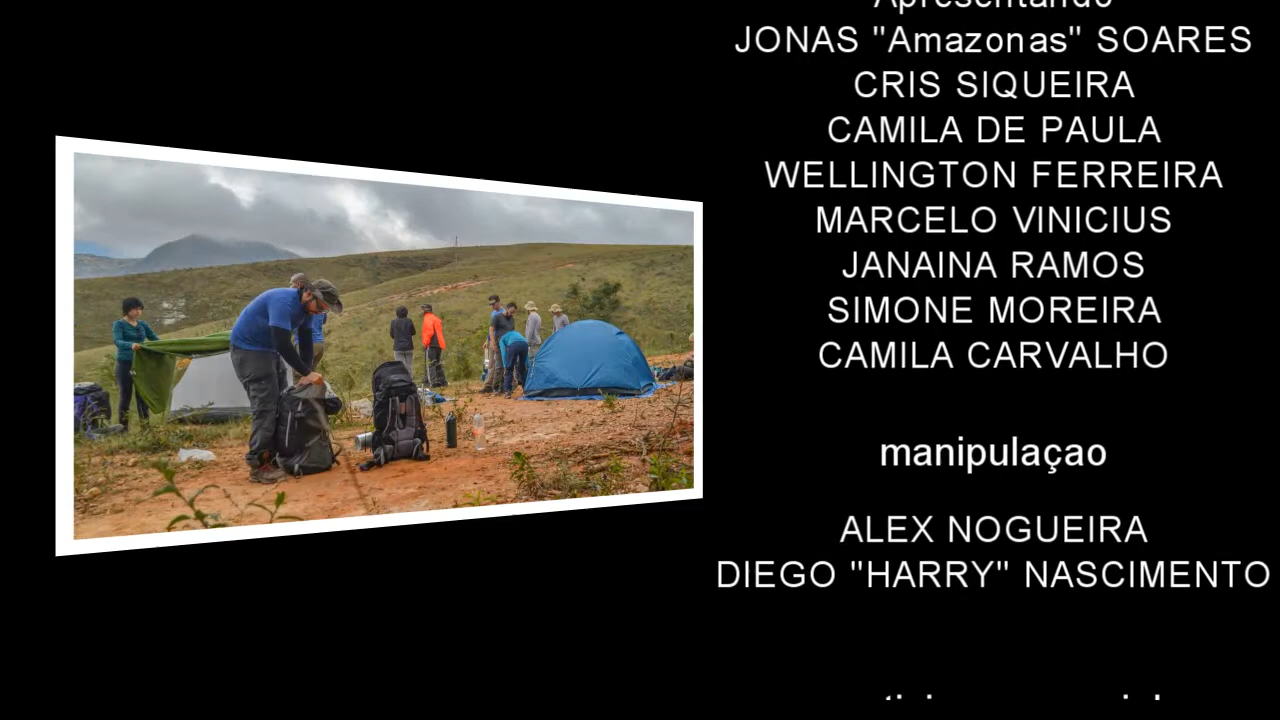 Apresentando
JONAS "Amazonas" SOARES
CRIS SIQUEIRA
CAMILA DE PAULA
WELLINGTON FERREIRA
MARCELO VINICIUS
JANAINA RAMOS
SIMONE MOREIRA
CAMILA CARVALHO
manipulaçao
ALEX NOGUEIRA
DIEGO "HARRY" NASCIMENTO